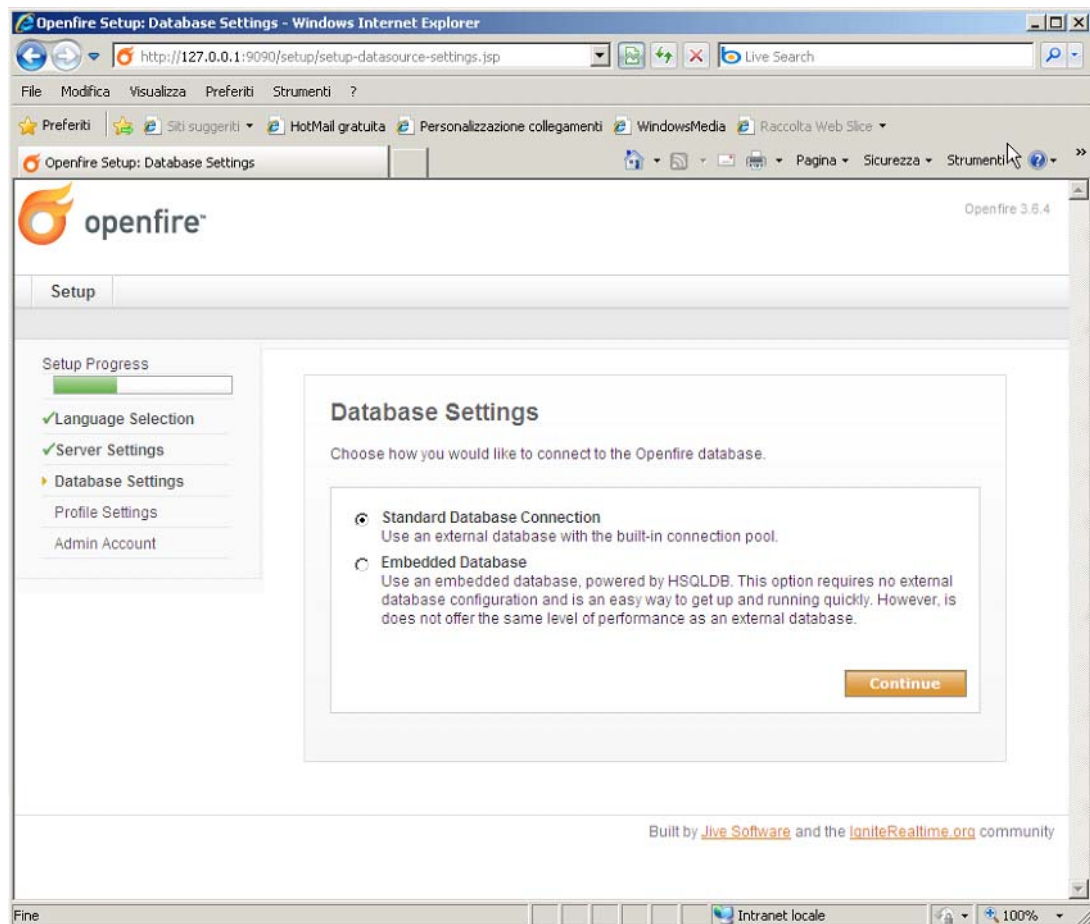 Openfire Setup: Database Settings - Windows Internet Explorer
http://127.0.0.1:9090/setup/setup-datasource-settings.jsp
Live Search
File Modifica Visualizza Preferiti Strumenti ?
Preferiti Siti suggeriti HotMail gratuita Personalizzazione collegamenti WindowsMedia Raccolta Web Slice
Openfire Setup: Database Settings
Pagina Sicurezza Strumenti »
openfire™
Openfire 3.6.4
Setup
Setup Progress
Language Selection
Server Settings
Database Settings
Profile Settings
Admin Account
Database Settings
Choose how you would like to connect to the Openfire database.
Standard Database Connection
Use an external database with the built-in connection pool.
Embedded Database
Use an embedded database, powered by HSQLDB. This option requires no external
database configuration and is an easy way to get up and running quickly. However, is
does not offer the same level of performance as an external database.
Continue
Built by Jive Software and the IgniteRealtime.org community
Fine
Intranet locale
100%